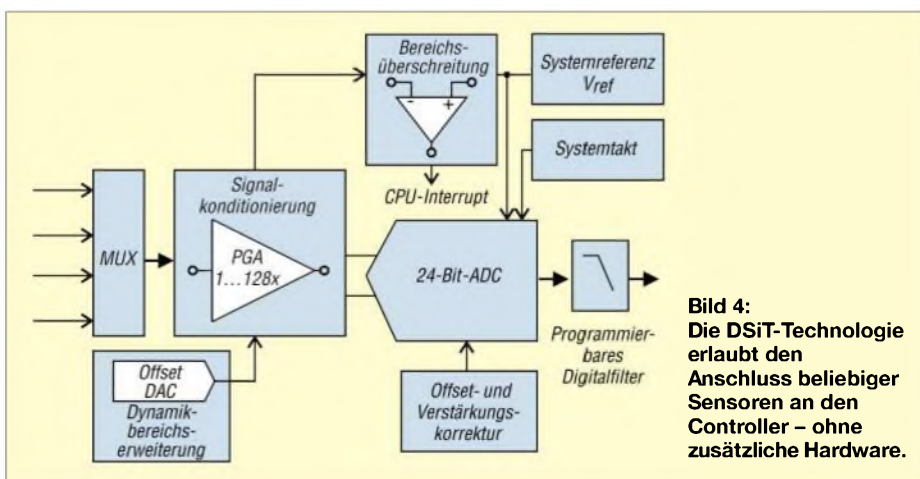 Bereichs-
überschreitung
- +
Systemreferenz
Vref
Systemtakt
CPU-Interrupt
Signal-
konditionierung
MUX
PGA
1...128x
24-Bit-ADC
Programmier-
bares
Digitalfilter
Offset
DAC
Dynamik-
bereichs-
erweiterung
Offset- und
Verstärkungs-
korrektur
Bild 4:
Die DSiT-Technologie
erlaubt den
Anschluss beliebiger
Sensoren an den
Controller – ohne
zusätzliche Hardware.